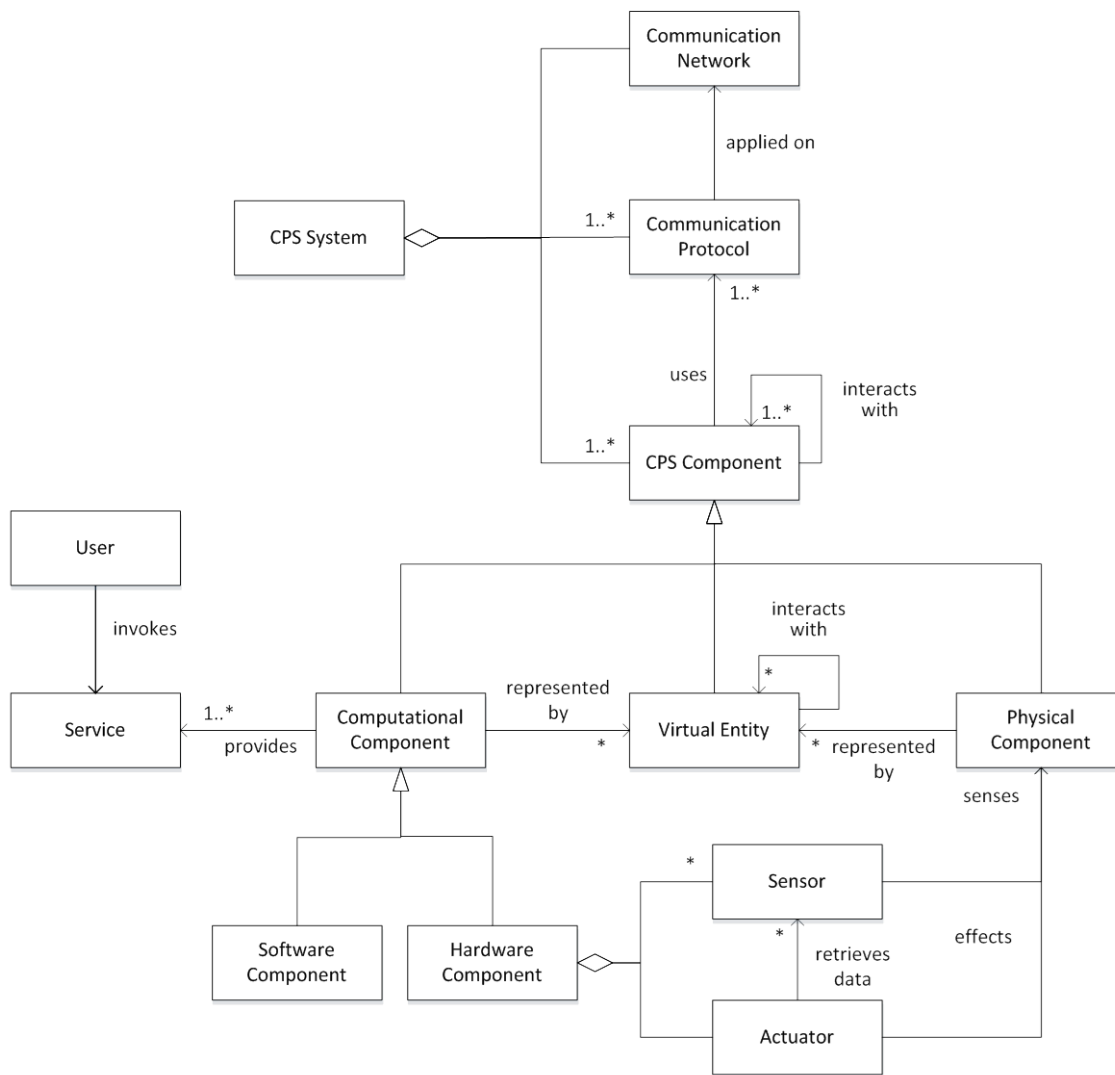 Communication
Network
applied on
CPS System
1..*
Communication
Protocol
1..*
uses
interacts
with
1..*
1..*
CPS Component
User
invokes
interacts
with
*
represented
by
*
Service
1..*
provides
Computational
Component
Virtual Entity
*
represented
by
Physical
Component
senses
*
Sensor
*
retrieves
data
effects
Software
Component
Hardware
Component
Actuator